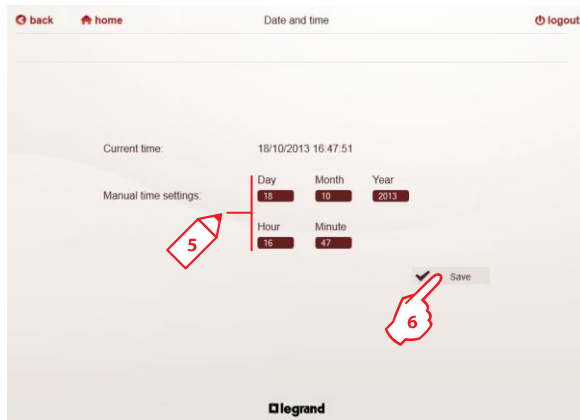 back home Date and time logout
Current time: 18/10/2013 16:47:51
Day Month Year
Manual time settings: 18 10 2013
Hour Minute
5
16 47
Save
6
legrand